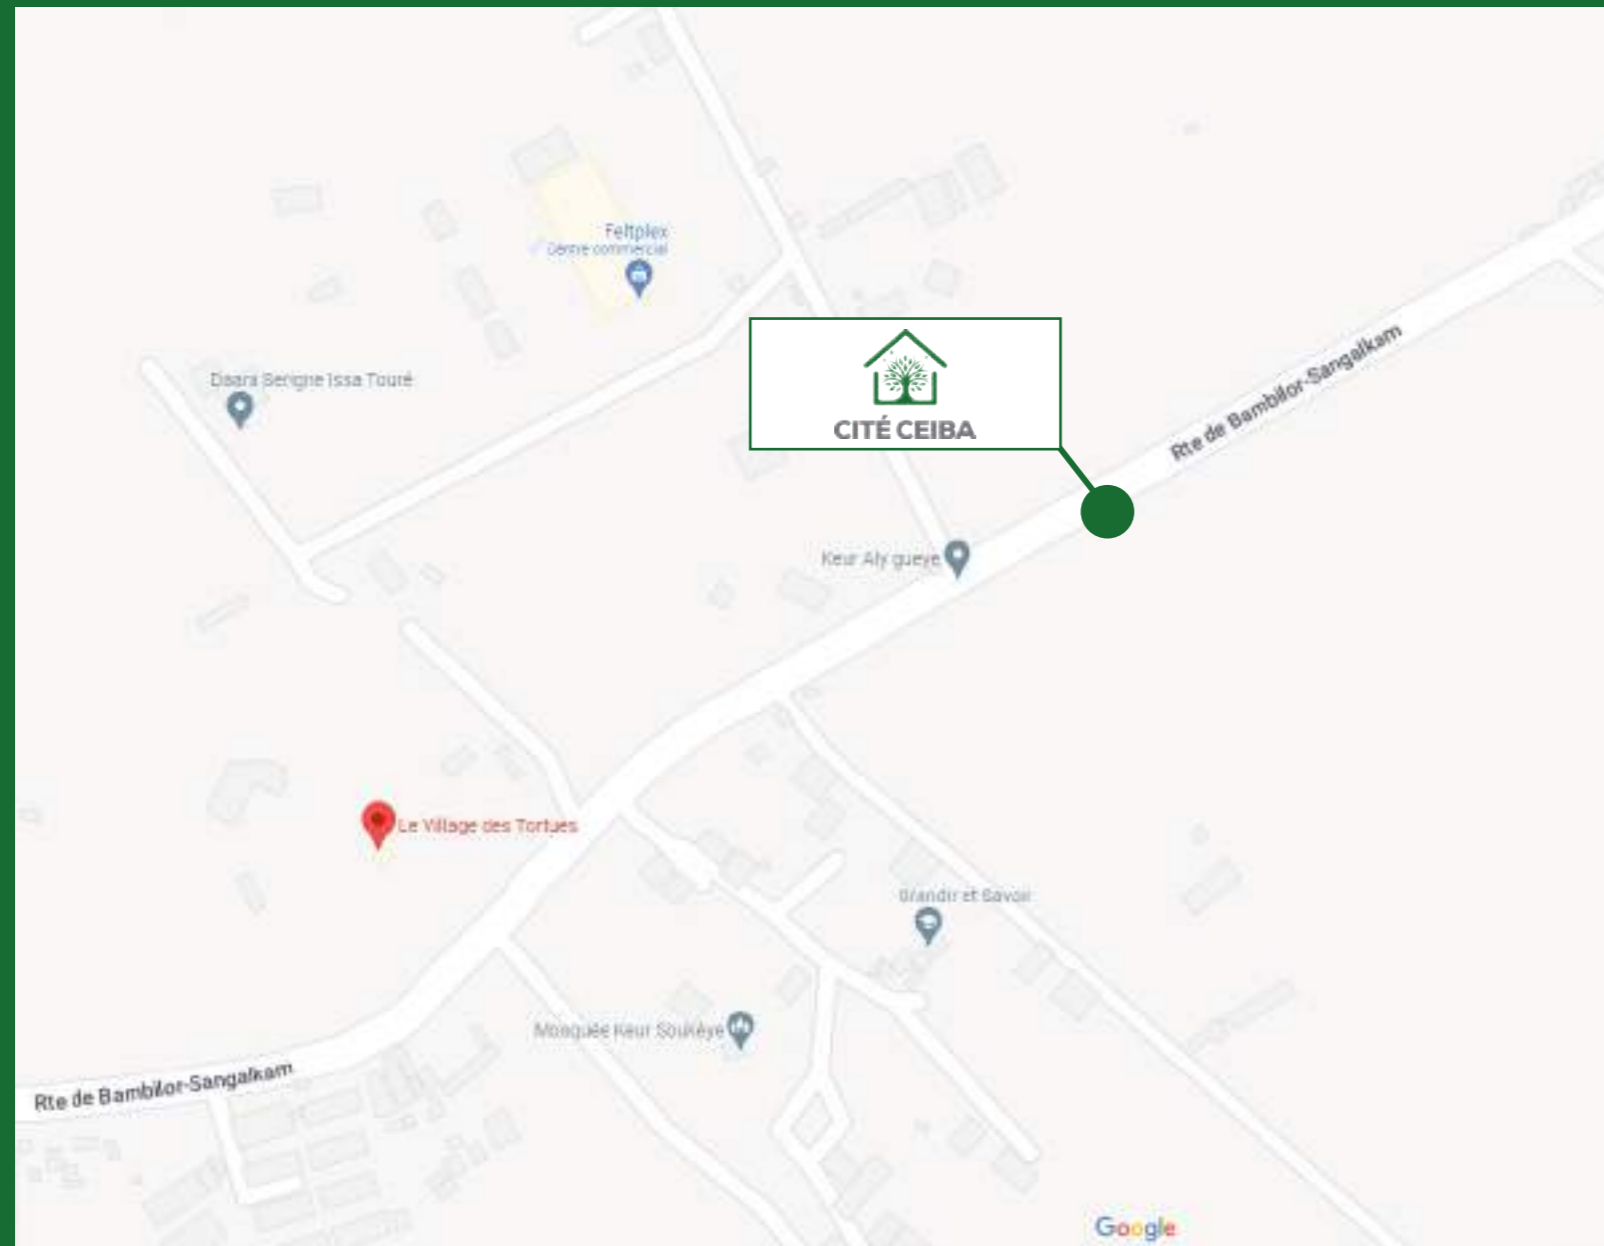 Feltplex
Centre commercial
Daara Serigne Issa Touré
CITÉ CEIBA
Rte de Bambilor-Sangalkam
Keur Aly gueye
Le Village des Tortues
Grandir et Savoir
Mosquée Keur Soukèye
Rte de Bambilor-Sangalkam
Google